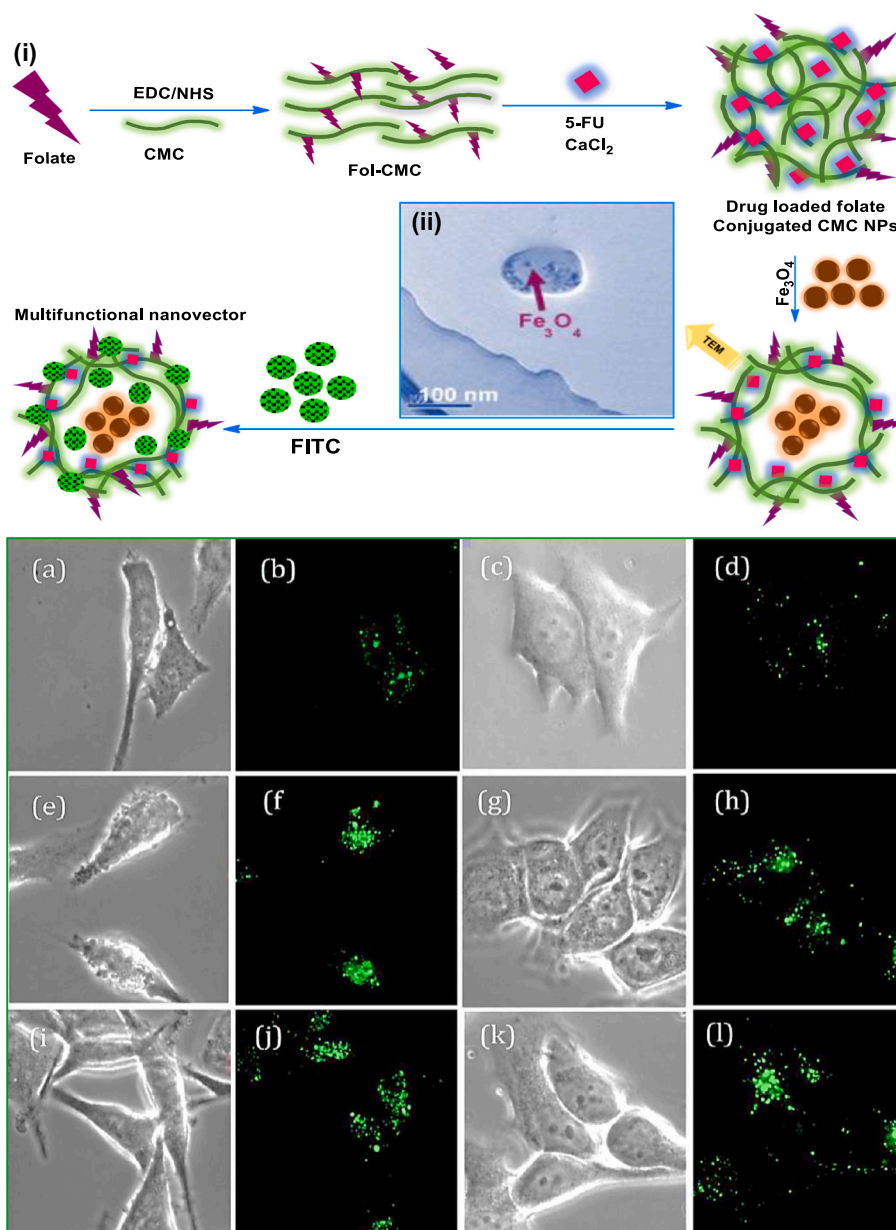 (i)
EDC/NHS
CMC
Folate
Fol-CMC
5-FU
CaCl2
Drug loaded folate
Conjugated CMC NPs
(ii)
Fe3O4
100 nm
TEM
Fe3O4
Multifunctional nanovector
FITC
(a)
(b)
(c)
(d)
(e)
(f
(g)
(h)
(i
(j)
(k)
(l)